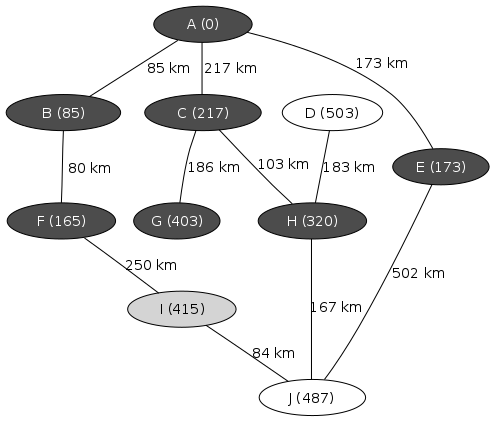 A (0)
85 km
217 km
173 km
B (85)
C (217)
D (503)
E (173)
80 km
186 km
103 km
183 km
F (165)
G (403)
H (320)
250 km
502 km
I (415)
167 km
84 km
J (487)